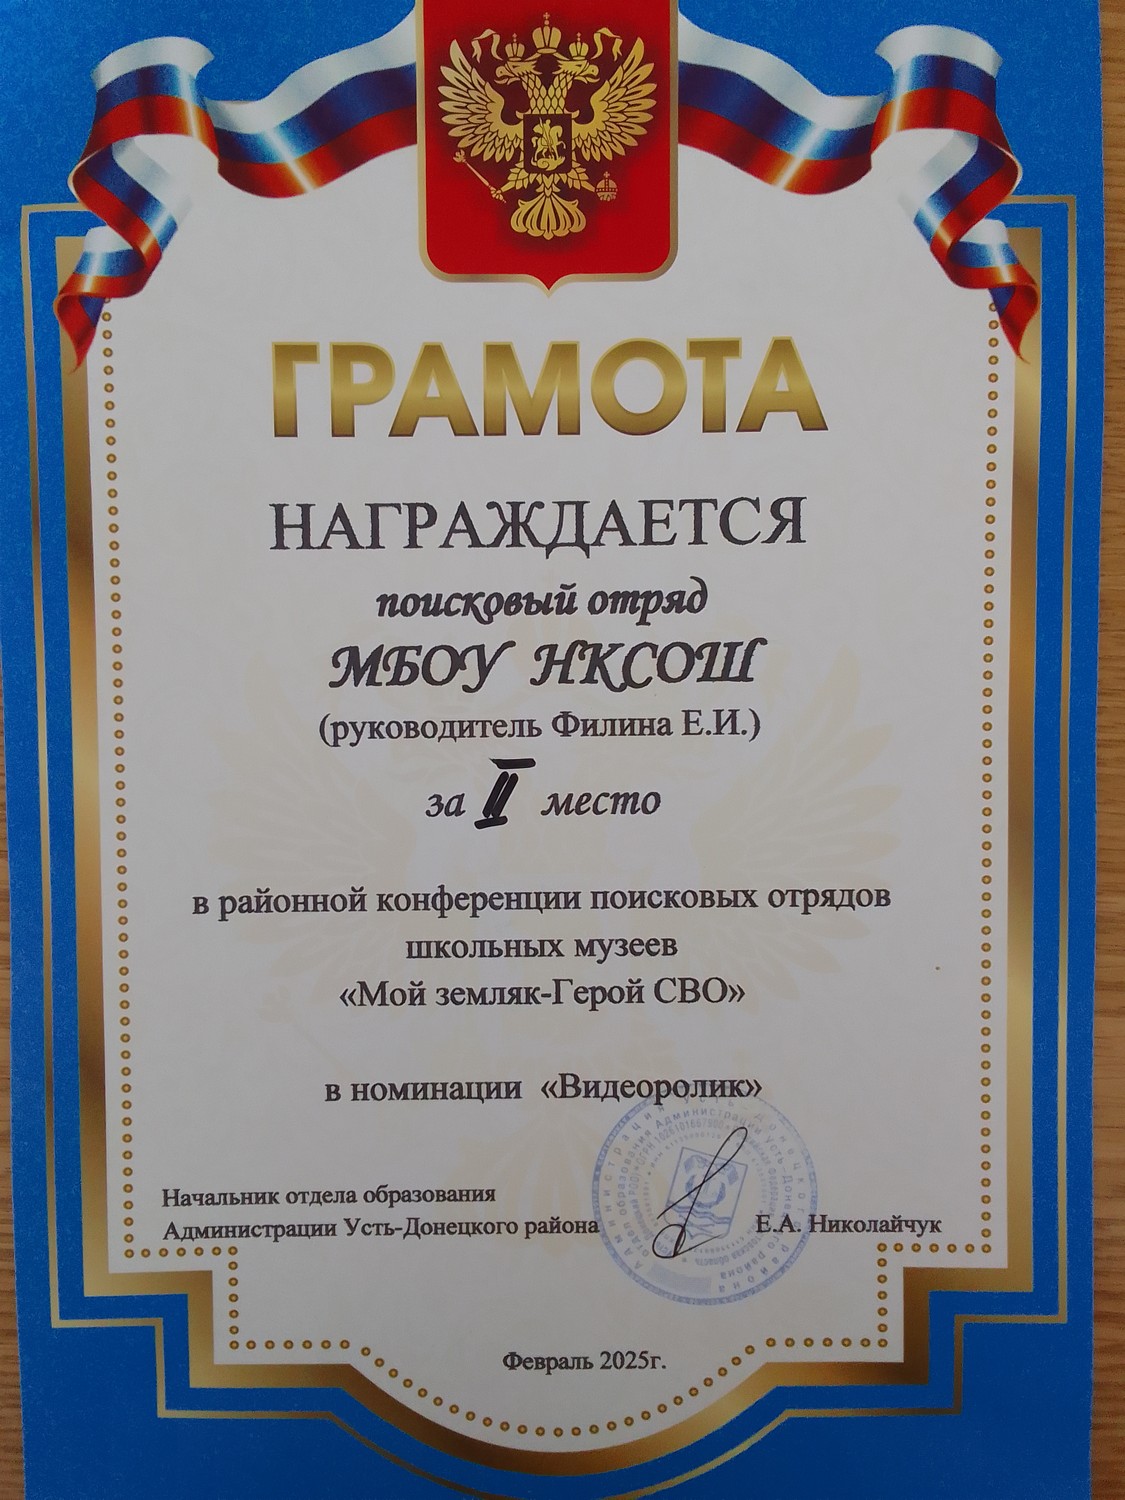 ГРАМОТА
НАГРАЖДАЕТСЯ
поисковый отряд
МБОУ НКСОШ
(руководитель Филина Е.И.)
за II место
в районной конференции поисковых отрядов
школьных музеев
«Мой земляк-Герой СВО»
в номинации «Видеоролик»
Начальник отдела образования
Администрации Усть-Донецкого района
Е.А. Николайчук
Февраль 2025г.